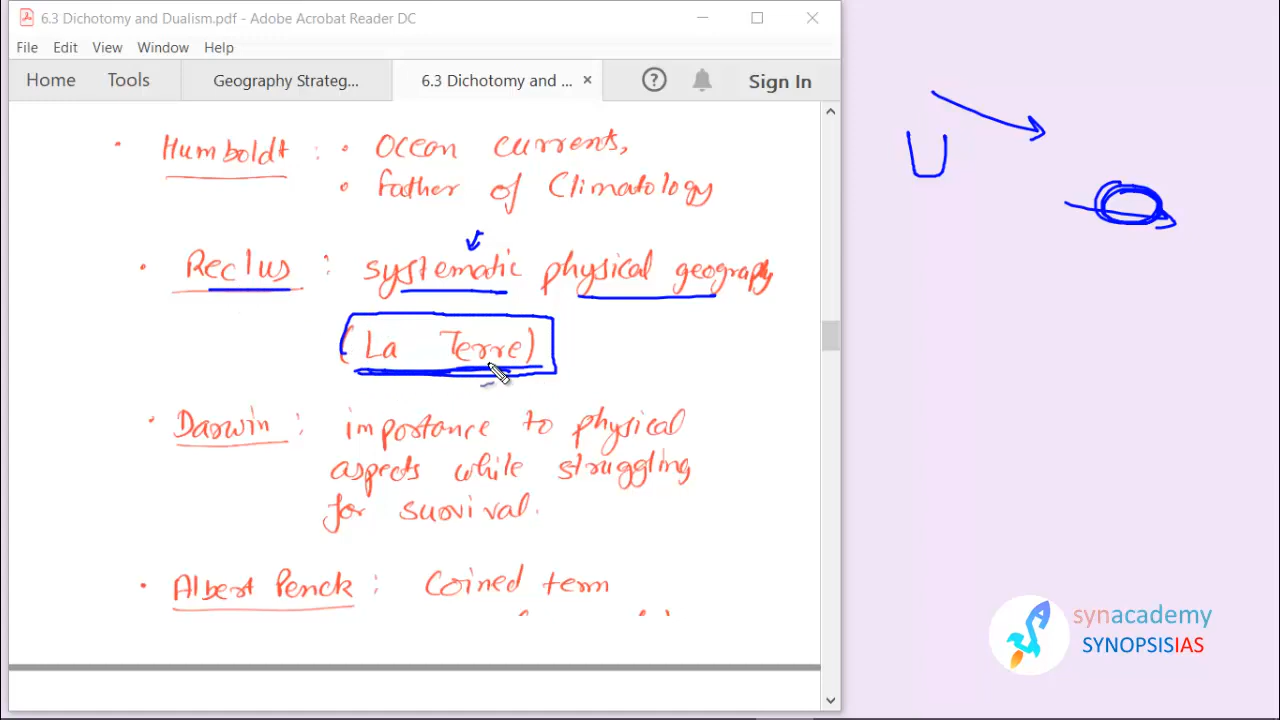 6.3 Dichotomy and Dualism.pdf - Adobe Acrobat Reader DC
File Edit View Window Help
Home Tools Geography Strateg... 6.3 Dichotomy and ... × ? Sign In
• Humboldt : • Ocean currents,
• Father of Climatology
• Reclus : systematic physical geography
(La Terre)
• Darwin : importance to physical
aspects while struggling
for survival.
• Albert Penck : Coined term
U
synacademy
SYNOPSISIAS